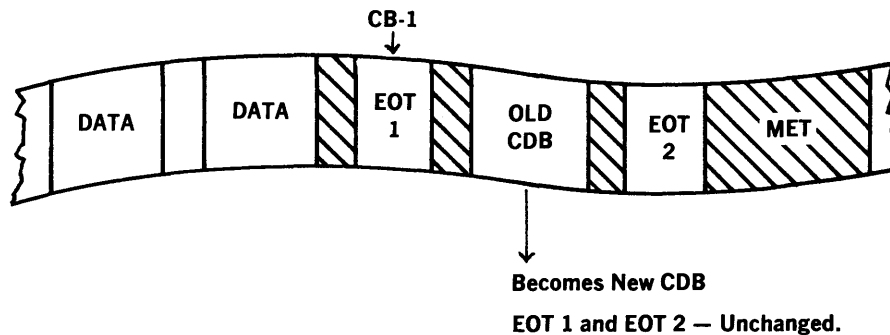 CB-1
DATA
DATA
EOT
1
OLD
CDB
EOT
2
MET
Becomes New CDB
EOT 1 and EOT 2 — Unchanged.